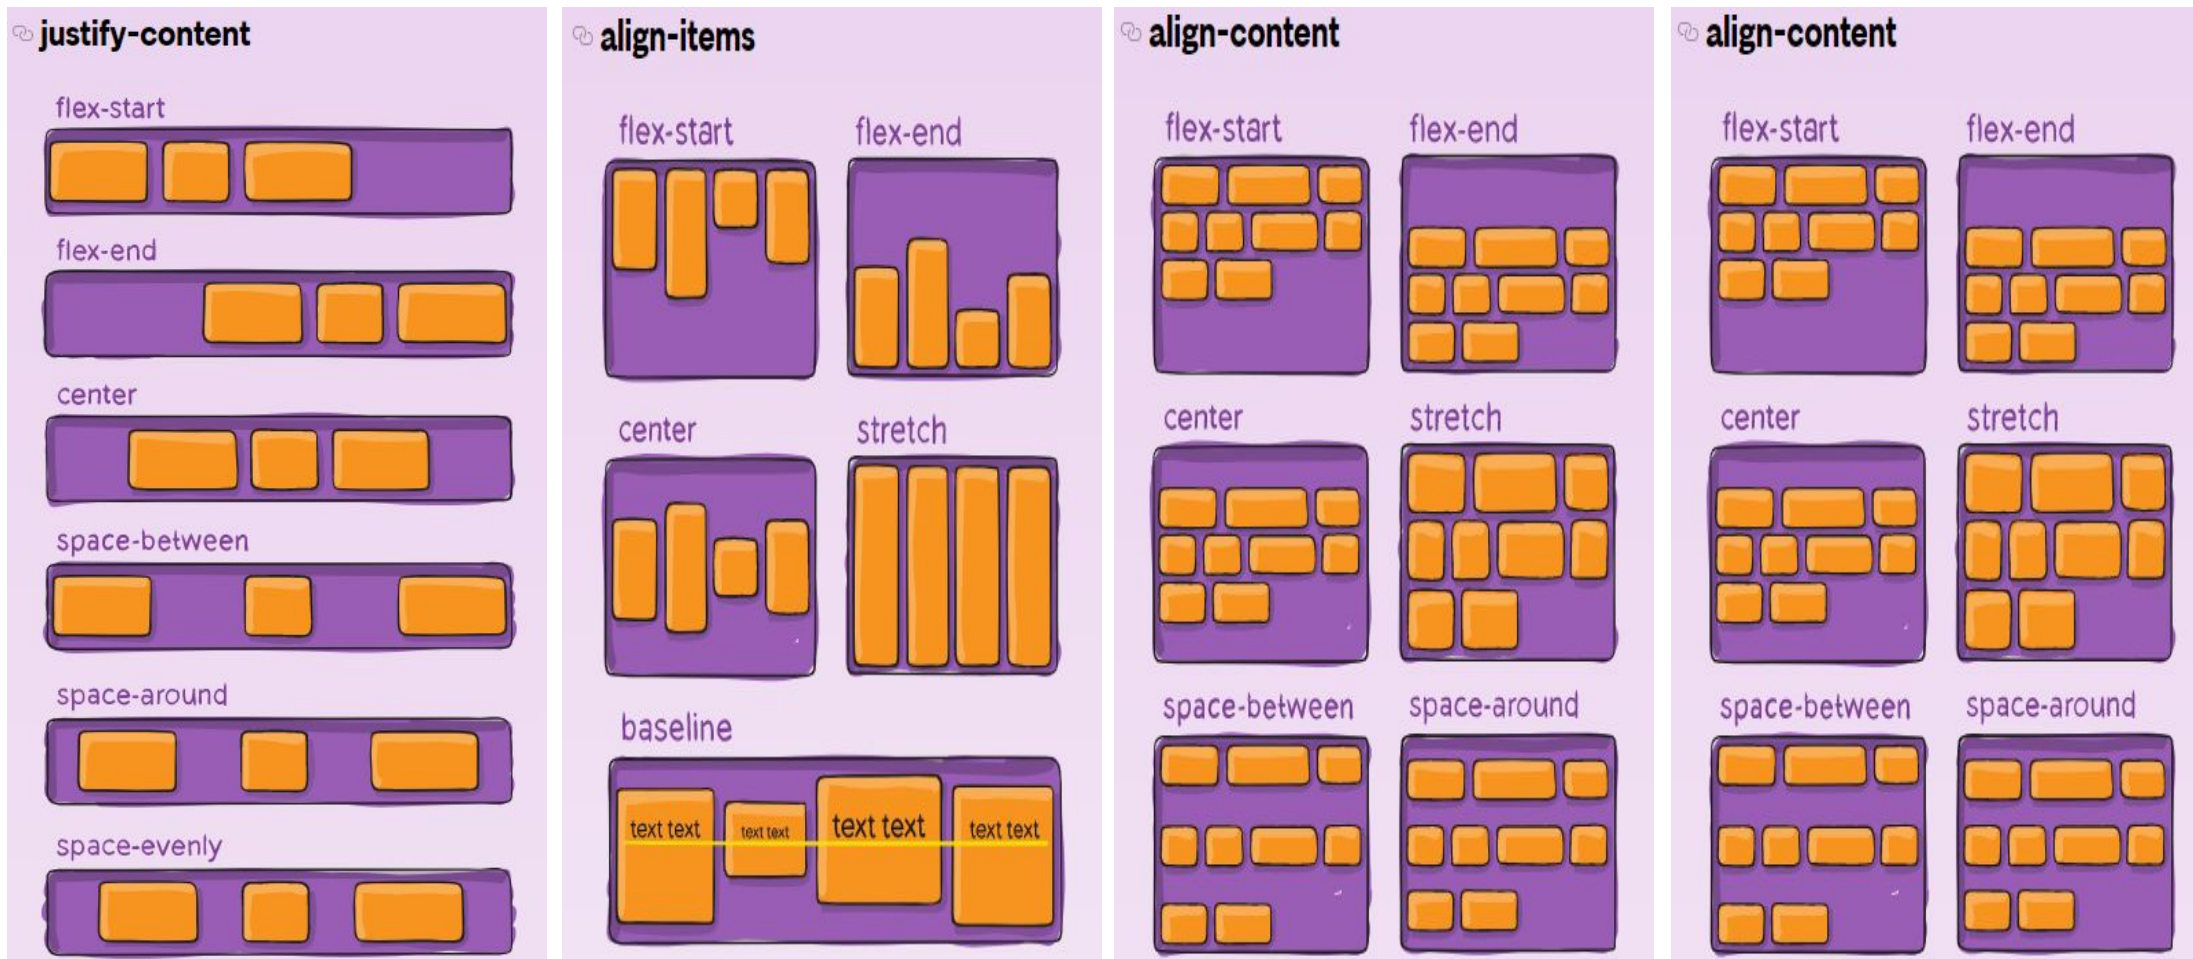 justify-content
flex-start
flex-end
center
space-between
space-around
space-evenly
align-items
flex-start
flex-end
center
stretch
baseline
text text
text text
text text
text text
align-content
flex-start
flex-end
center
stretch
space-between
space-around
align-content
flex-start
flex-end
center
stretch
space-between
space-around